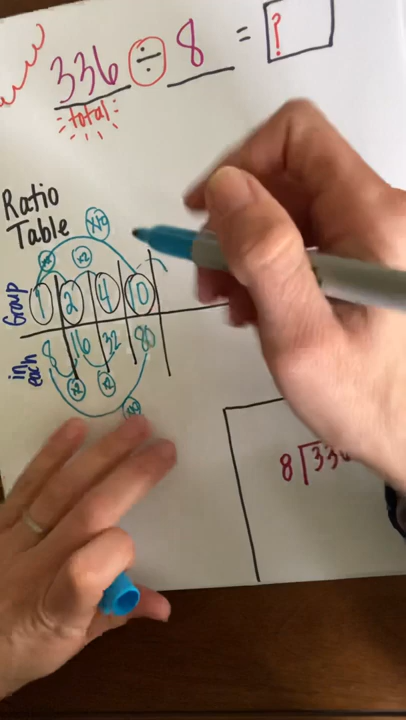 336 ÷ 8 = ?
total
Ratio
Table
x10
x2 x2
Group 1 2 4 10
in each 8 16 32 80
x2 x2
x10
8 336